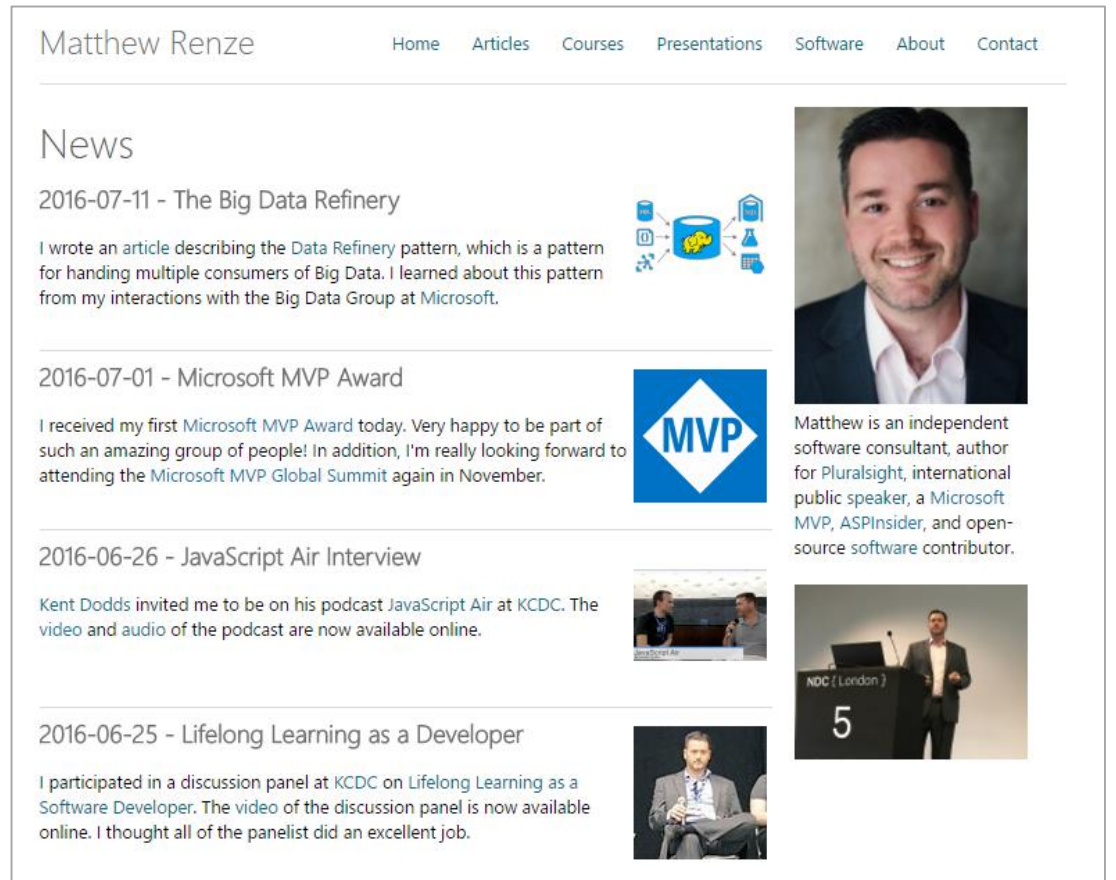 Matthew Renze
Home Articles Courses Presentations Software About Contact
News
2016-07-11 - The Big Data Refinery
I wrote an article describing the Data Refinery pattern, which is a pattern
for handing multiple consumers of Big Data. I learned about this pattern
from my interactions with the Big Data Group at Microsoft.
2016-07-01 - Microsoft MVP Award
I received my first Microsoft MVP Award today. Very happy to be part of
such an amazing group of people! In addition, I'm really looking forward to
attending the Microsoft MVP Global Summit again in November.
MVP
2016-06-26 - JavaScript Air Interview
Kent Dodds invited me to be on his podcast JavaScript Air at KCDC. The
video and audio of the podcast are now available online.
JavaScript Air
2016-06-25 - Lifelong Learning as a Developer
I participated in a discussion panel at KCDC on Lifelong Learning as a
Software Developer. The video of the discussion panel is now available
online. I thought all of the panelist did an excellent job.
Matthew is an independent
software consultant, author
for Pluralsight, international
public speaker, a Microsoft
MVP, ASPInsider, and open-
source software contributor.
NDC { London }
5